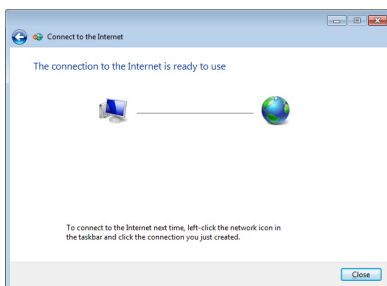 Connect to the Internet
The connection to the Internet is ready to use
To connect to the Internet next time, left-click the network icon in
the taskbar and click the connection you just created.
Close